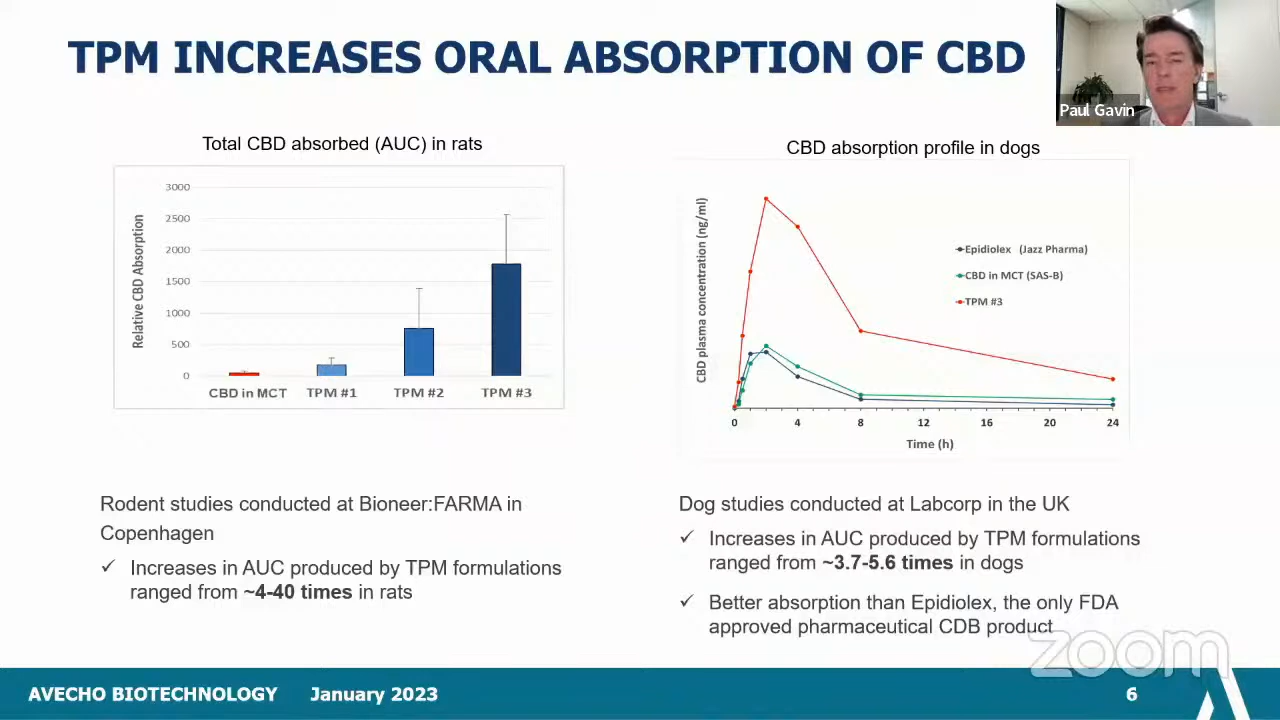 TPM INCREASES ORAL ABSORPTION OF CBD
Paul Gavin
Total CBD absorbed (AUC) in rats
Relative CBD Absorption
3000
2500
2000
1500
1000
500
0
CBD in MCT TPM #1 TPM #2 TPM #3
CBD absorption profile in dogs
CBD plasma concentration (ng/ml)
Epidiolex (Jazz Pharma)
CBD in MCT (SAS-B)
TPM #3
0 4 8 12 16 20 24
Time (h)
Rodent studies conducted at Bioneer:FARMA in
Copenhagen
✓ Increases in AUC produced by TPM formulations
ranged from ~4-40 times in rats
Dog studies conducted at Labcorp in the UK
✓ Increases in AUC produced by TPM formulations
ranged from ~3.7-5.6 times in dogs
✓ Better absorption than Epidiolex, the only FDA
approved pharmaceutical CDB product
zoom
AVECHO BIOTECHNOLOGY January 2023 6